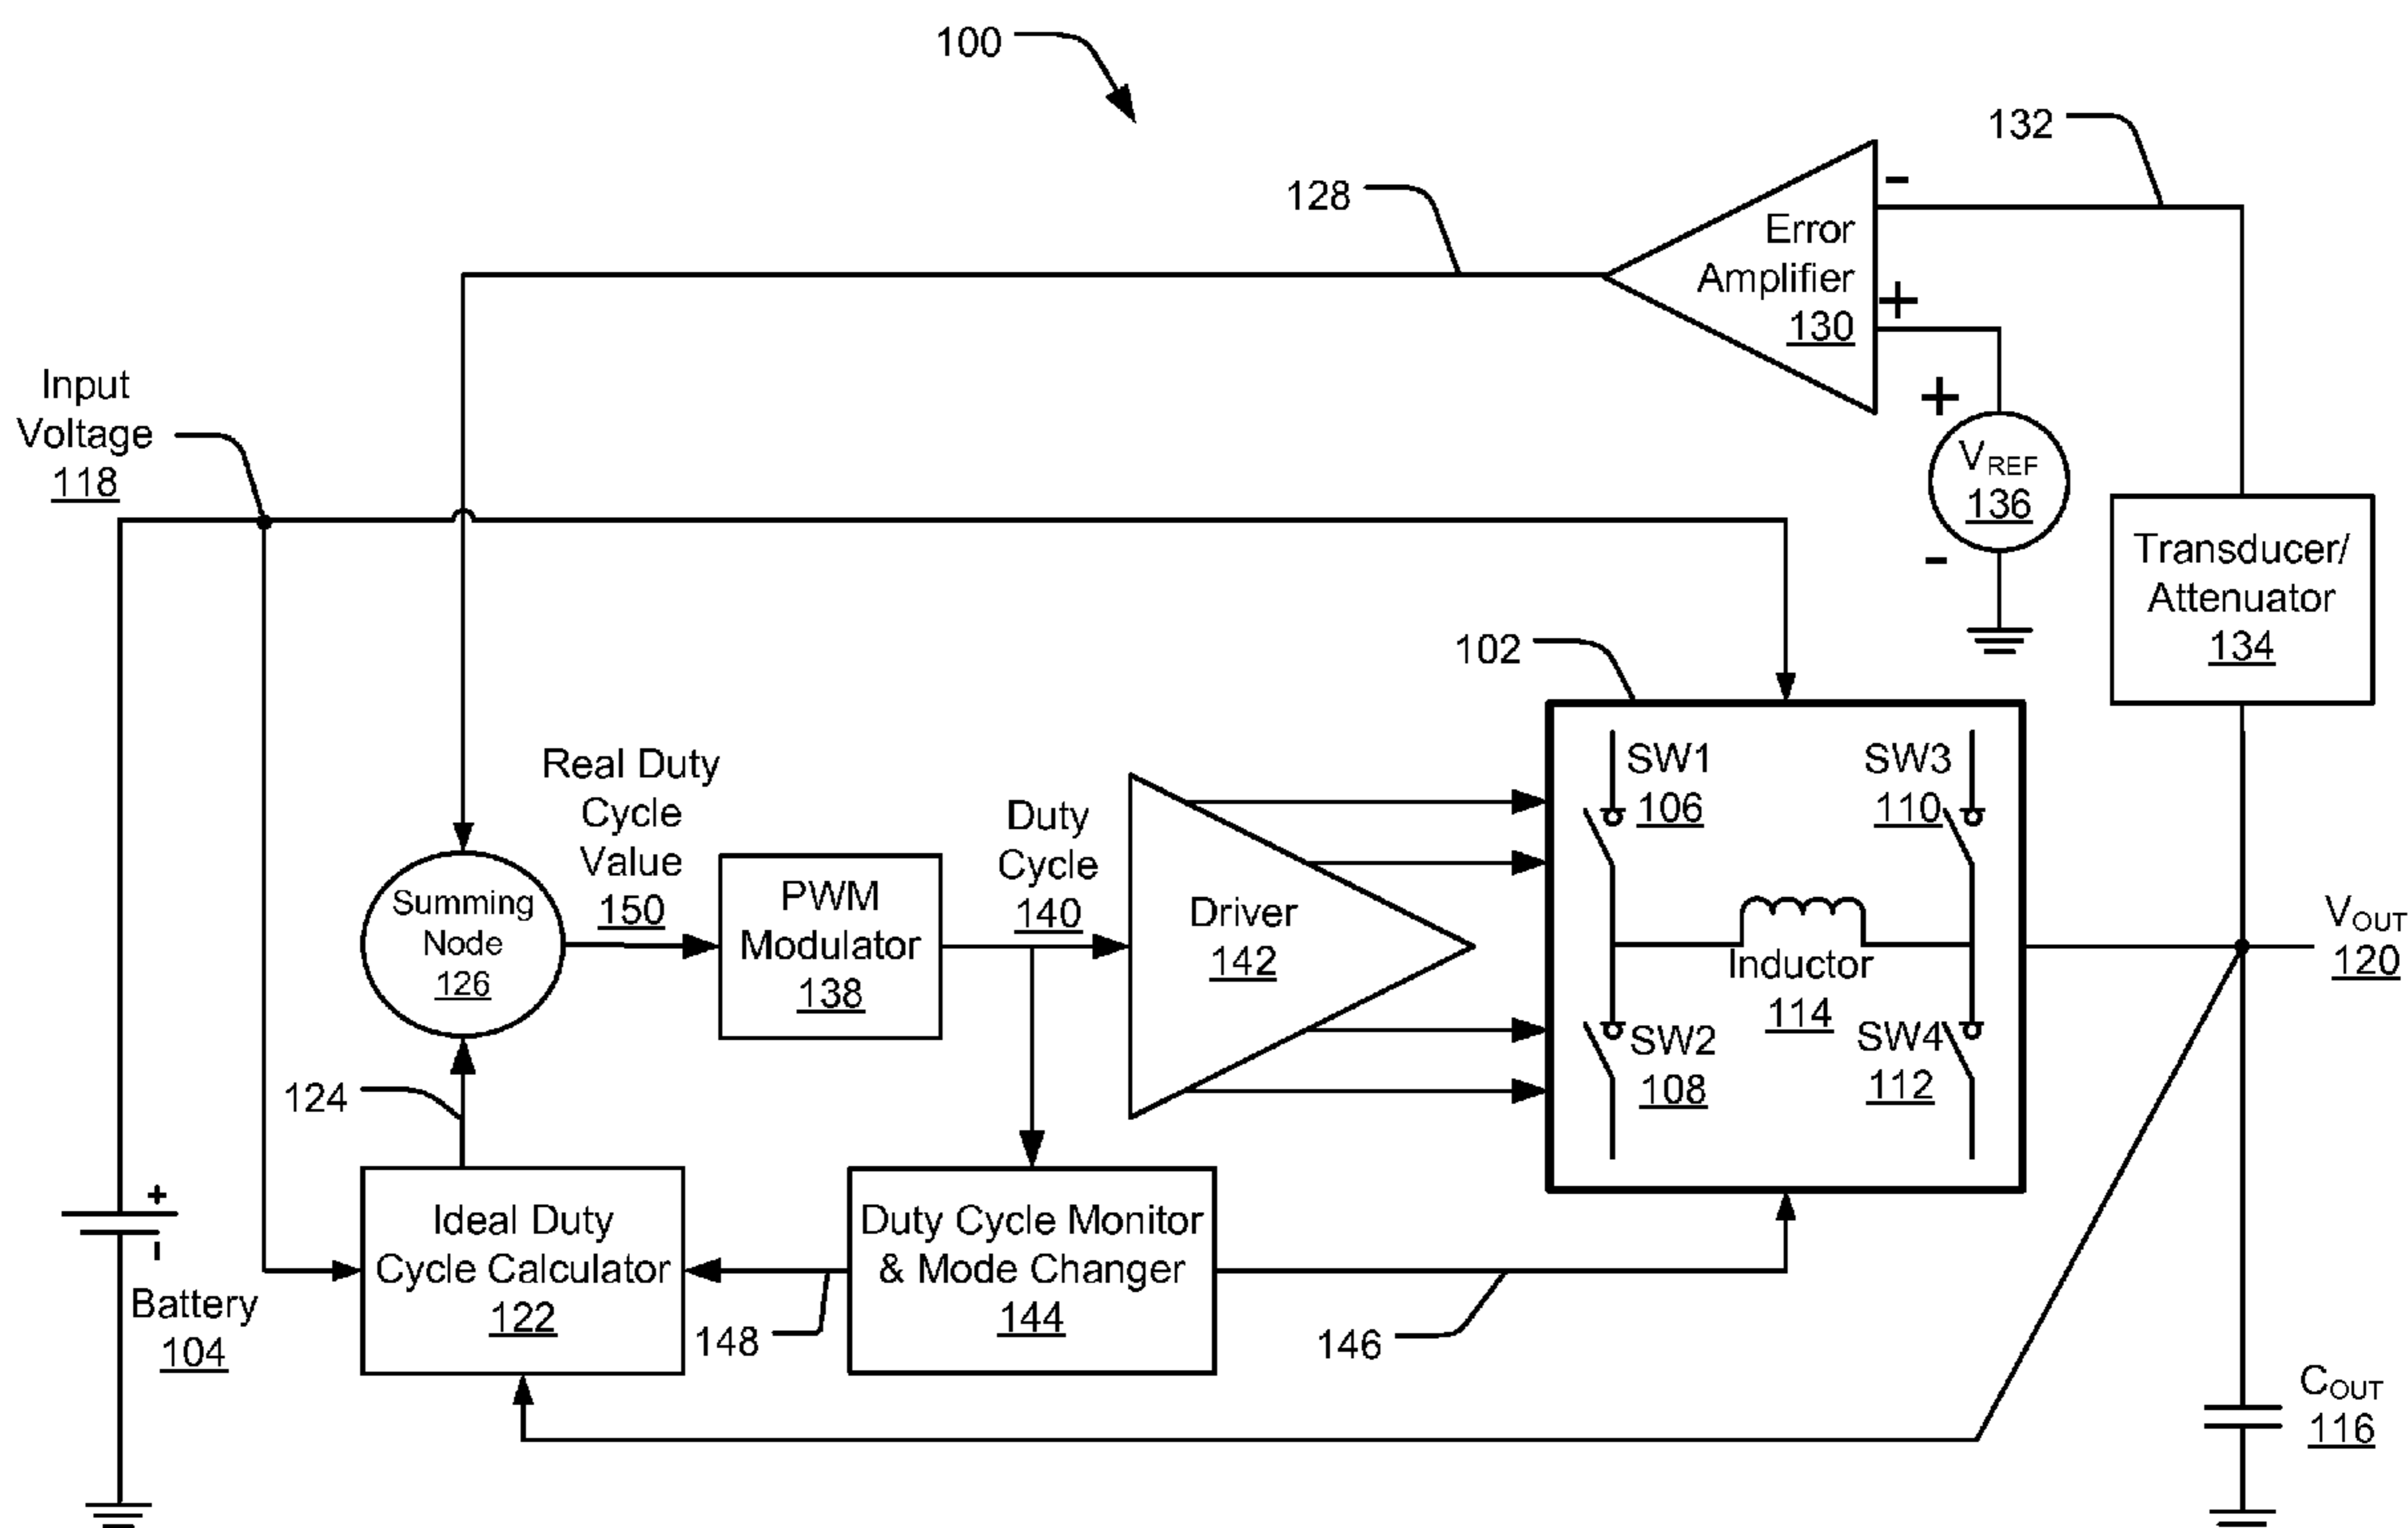 100
132
128
-
Error
Amplifier
130
+
Input
Voltage
118
+
VREF
136
-
Transducer/
Attenuator
134
102
Real Duty
Cycle
Value
150
Duty
Cycle
140
SW1
106
SW3
110
Summing
Node
126
PWM
Modulator
138
Driver
142
Inductor
114
VOUT
120
SW2
108
SW4
112
124
+
-
Battery
104
Ideal Duty
Cycle Calculator
122
148
Duty Cycle Monitor
& Mode Changer
144
146
COUT
116